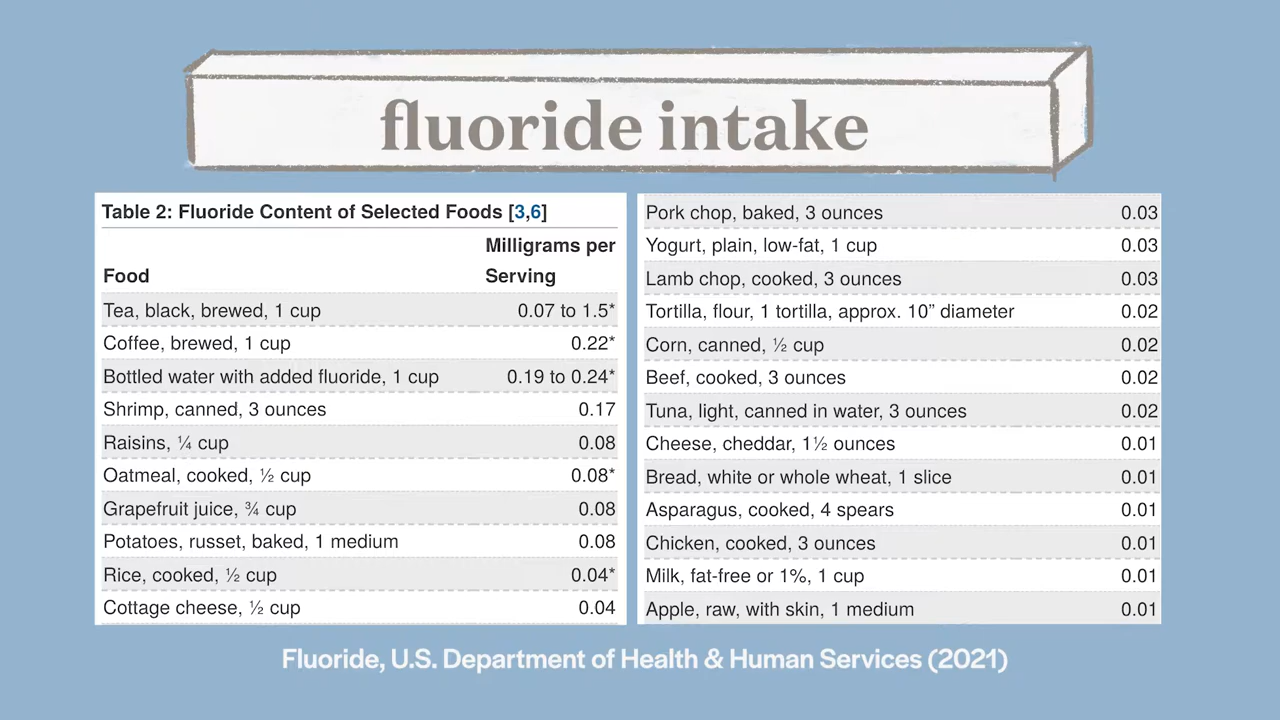 fluoride intake
Table 2: Fluoride Content of Selected Foods [3,6]
Food Milligrams per Serving
Tea, black, brewed, 1 cup 0.07 to 1.5*
Coffee, brewed, 1 cup 0.22*
Bottled water with added fluoride, 1 cup 0.19 to 0.24*
Shrimp, canned, 3 ounces 0.17
Raisins, ¼ cup 0.08
Oatmeal, cooked, ½ cup 0.08*
Grapefruit juice, ¾ cup 0.08
Potatoes, russet, baked, 1 medium 0.08
Rice, cooked, ½ cup 0.04*
Cottage cheese, ½ cup 0.04
Pork chop, baked, 3 ounces 0.03
Yogurt, plain, low-fat, 1 cup 0.03
Lamb chop, cooked, 3 ounces 0.03
Tortilla, flour, 1 tortilla, approx. 10” diameter 0.02
Corn, canned, ½ cup 0.02
Beef, cooked, 3 ounces 0.02
Tuna, light, canned in water, 3 ounces 0.02
Cheese, cheddar, 1½ ounces 0.01
Bread, white or whole wheat, 1 slice 0.01
Asparagus, cooked, 4 spears 0.01
Chicken, cooked, 3 ounces 0.01
Milk, fat-free or 1%, 1 cup 0.01
Apple, raw, with skin, 1 medium 0.01
Fluoride, U.S. Department of Health & Human Services (2021)